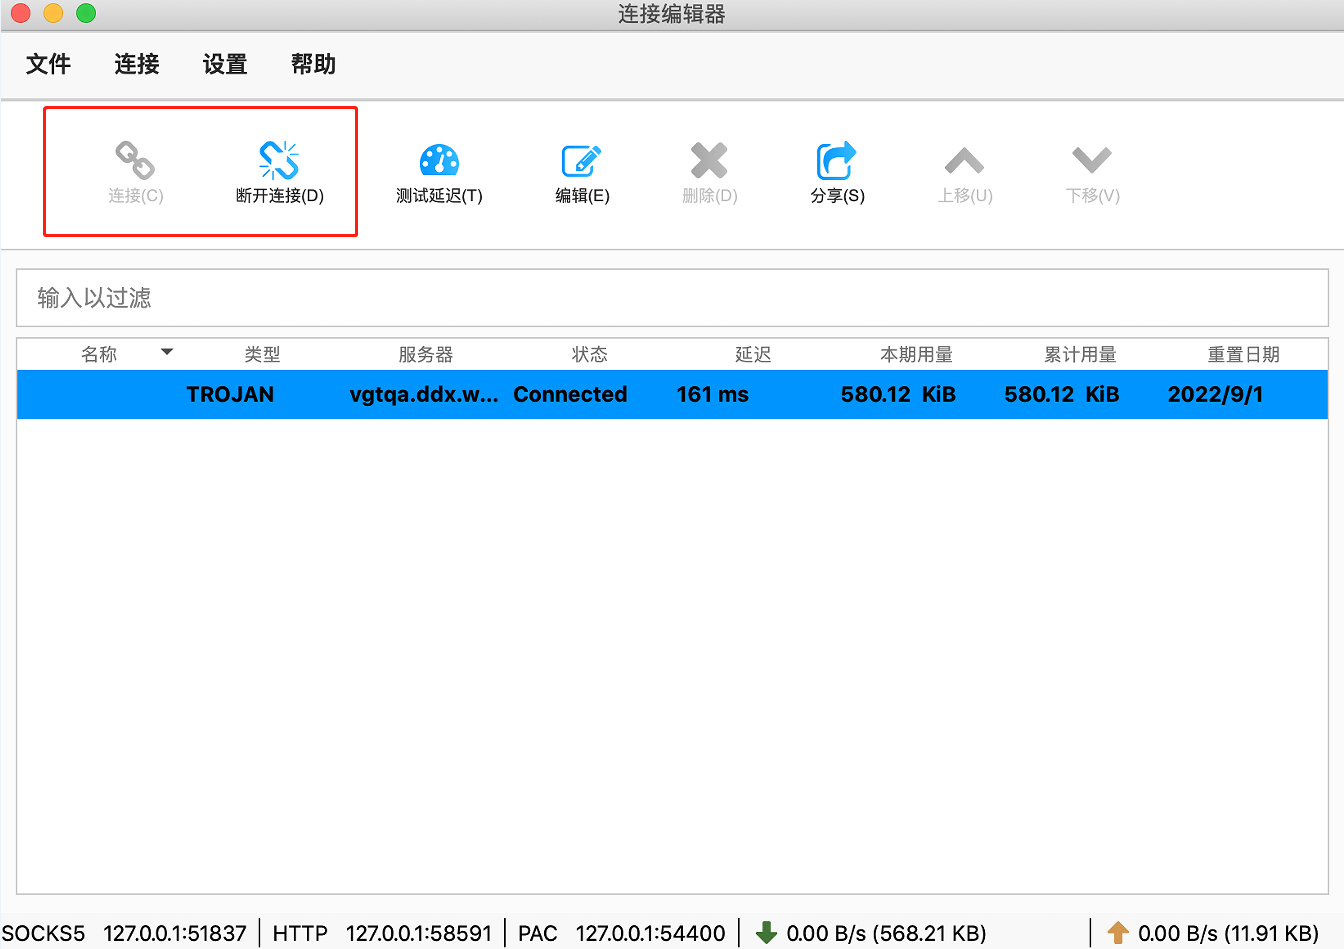 连接编辑器
文件 连接 设置 帮助
连接(C) 断开连接(D) 测试延迟(T) 编辑(E) 删除(D) 分享(S) 上移(U) 下移(V)
输入以过滤
名称 类型 服务器 状态 延迟 本期用量 累计用量 重置日期
TROJAN vgtqa.ddx.w... Connected 161 ms 580.12 KiB 580.12 KiB 2022/9/1
SOCKS5 127.0.0.1:51837 HTTP 127.0.0.1:58591 PAC 127.0.0.1:54400 0.00 B/s (568.21 KB) 0.00 B/s (11.91 KB)